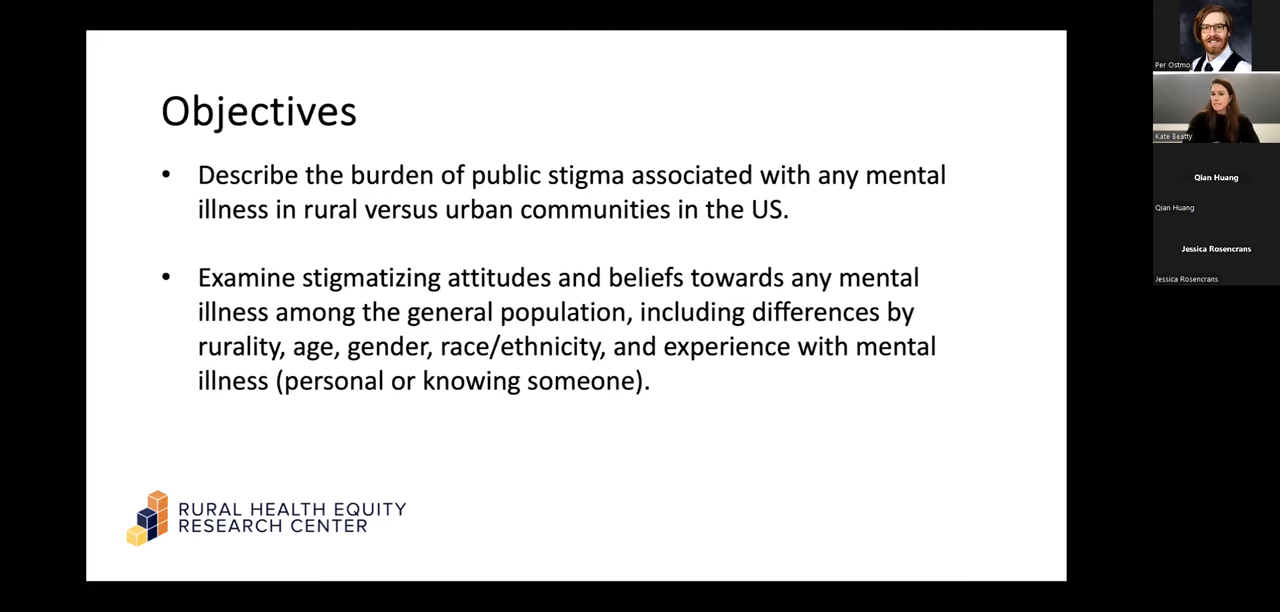 Objectives
• Describe the burden of public stigma associated with any mental
illness in rural versus urban communities in the US.
• Examine stigmatizing attitudes and beliefs towards any mental
illness among the general population, including differences by
rurality, age, gender, race/ethnicity, and experience with mental
illness (personal or knowing someone).
RURAL HEALTH EQUITY
RESEARCH CENTER
Per Ostmo
Kate Beatty
Qian Huang
Qian Huang
Jessica Rosencrans
Jessica Rosencrans